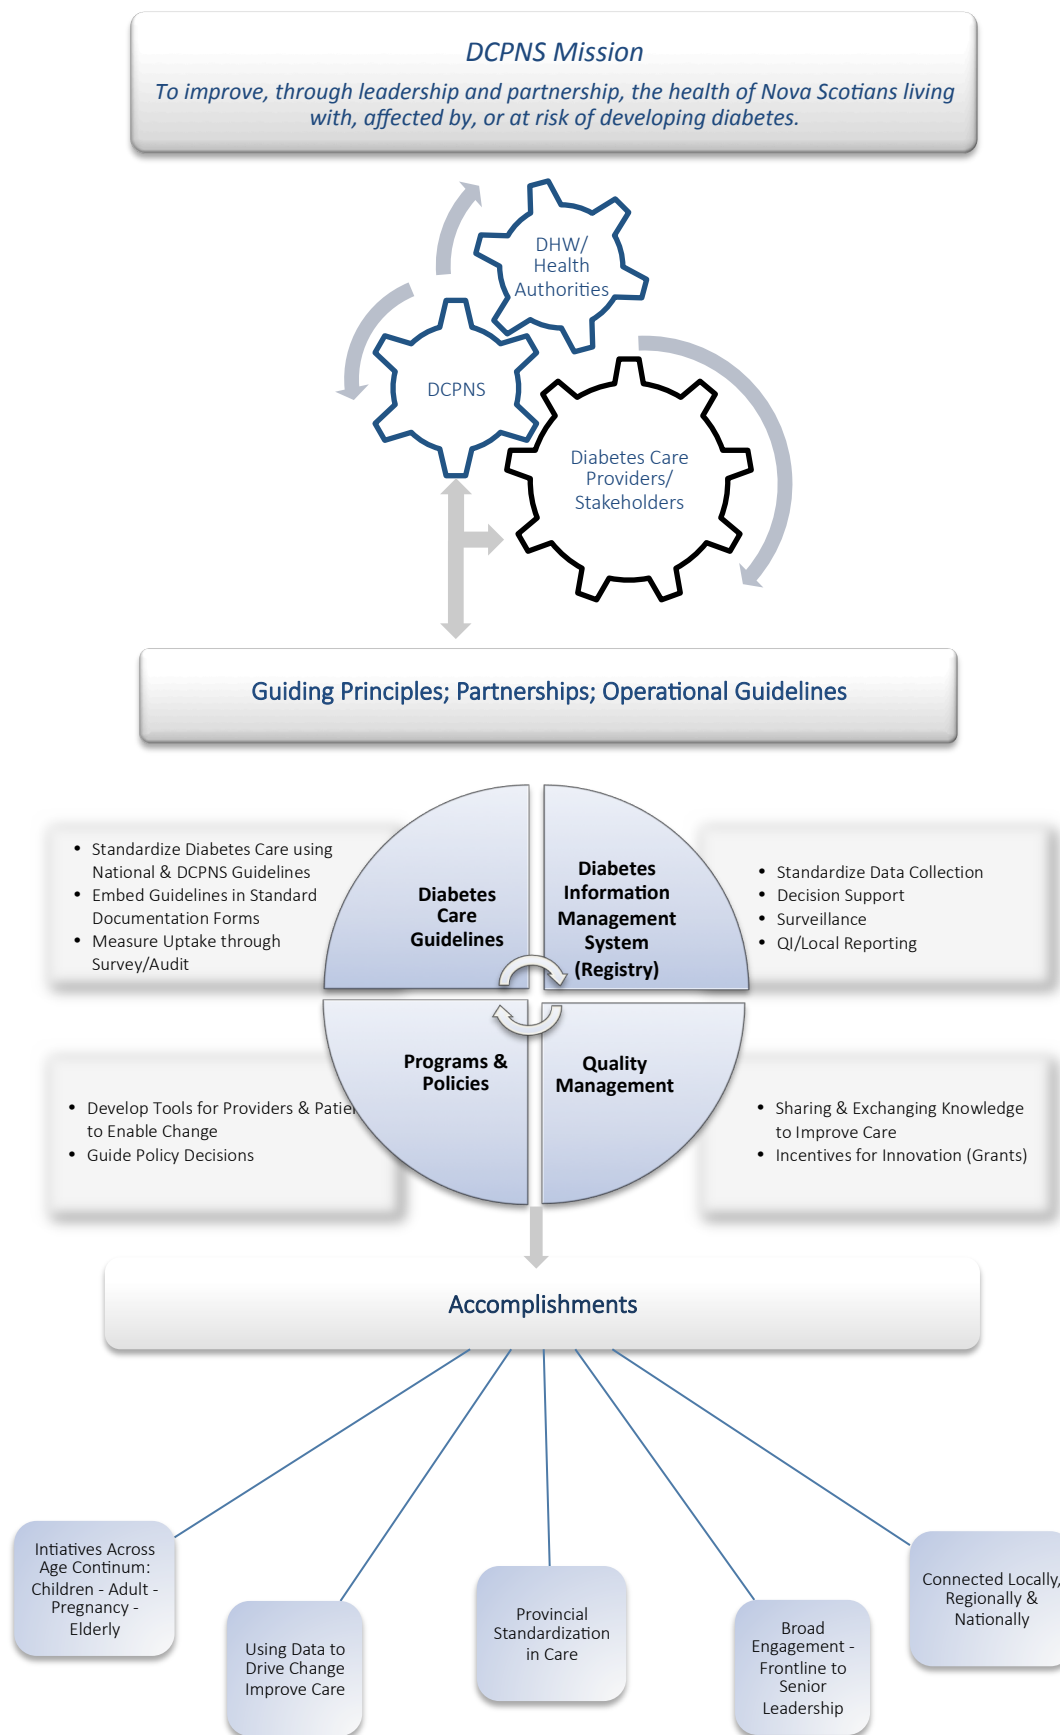 DCPNS Mission
To improve, through leadership and partnership, the health of Nova Scotians living
with, affected by, or at risk of developing diabetes.
DHW/
Health
Authorities
DCPNS
Diabetes Care
Providers/
Stakeholders
Guiding Principles; Partnerships; Operational Guidelines
• Standardize Diabetes Care using
National & DCPNS Guidelines
• Embed Guidelines in Standard
Documentation Forms
• Measure Uptake through
Survey/Audit
Diabetes
Care
Guidelines
Diabetes
Information
Management
System
(Registry)
• Standardize Data Collection
• Decision Support
• Surveillance
• QI/Local Reporting
• Develop Tools for Providers & Patie
to Enable Change
• Guide Policy Decisions
Programs &
Policies
Quality
Management
• Sharing & Exchanging Knowledge
to Improve Care
• Incentives for Innovation (Grants)
Accomplishments
Intiatives Across
Age Continum:
Children - Adult -
Pregnancy -
Elderly
Using Data to
Drive Change
Improve Care
Provincial
Standardization
in Care
Broad
Engagement -
Frontline to
Senior
Leadership
Connected Locally,
Regionally &
Nationally